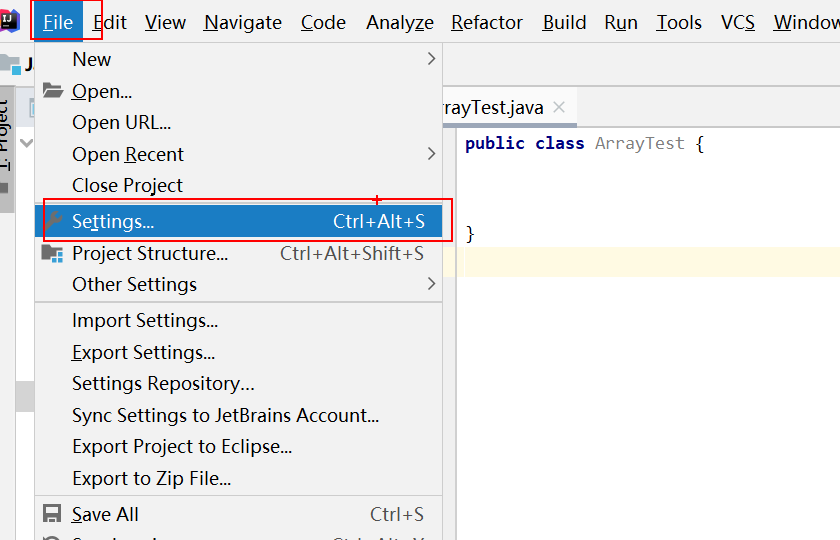 File Edit View Navigate Code Analyze Refactor Build Run Tools VCS Window
New
Open...
Open URL...
Open Recent
Close Project
Settings... Ctrl+Alt+S
Project Structure... Ctrl+Alt+Shift+S
Other Settings
Import Settings...
Export Settings...
Settings Repository...
Sync Settings to JetBrains Account...
Export Project to Eclipse...
Export to Zip File...
Save All Ctrl+S
1: Project
rrayTest.java
public class ArrayTest {
}